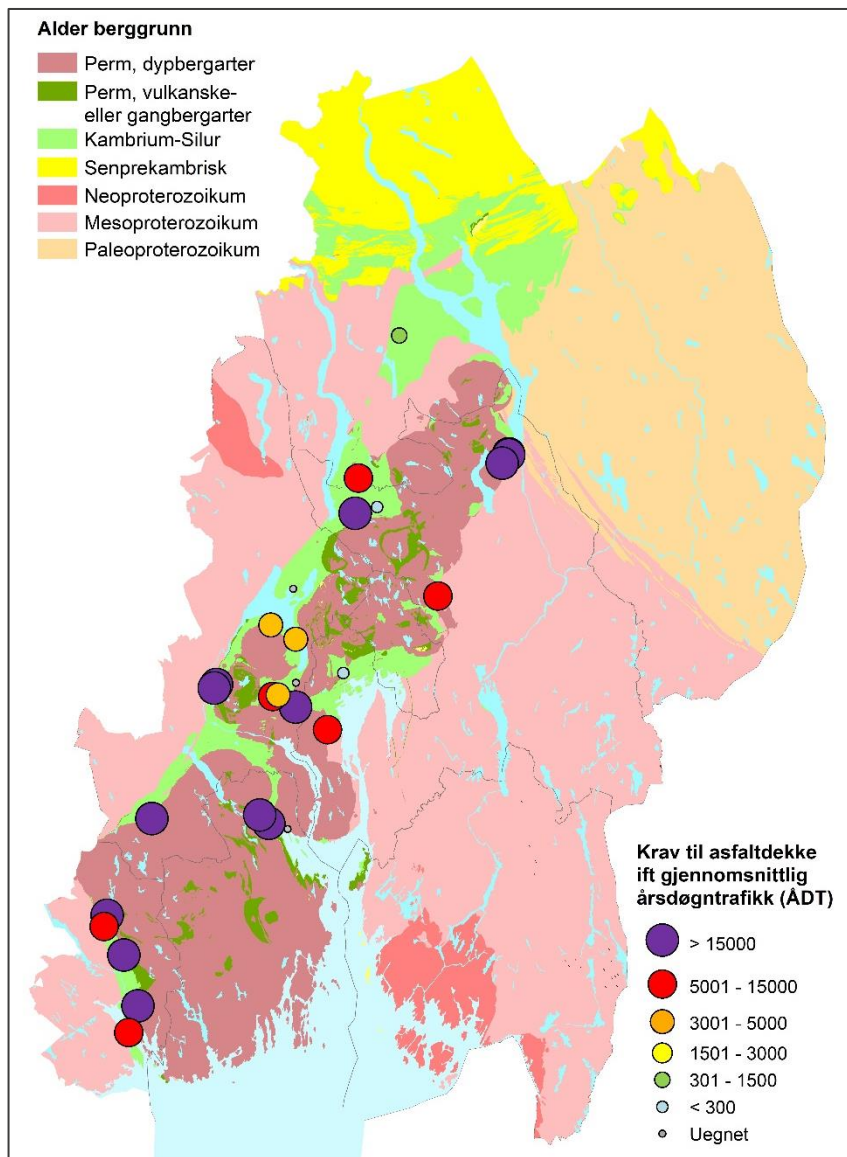 Alder berggrunn
Perm, dypbergarter
Perm, vulkanske-
eller gangbergarter
Kambrium-Silur
Senprekambrisk
Neoproterozoikum
Mesoproterozoikum
Paleoproterozoikum
Krav til asfaltdekke
ift gjennomsnittlig
årsdøgntrafikk (ÅDT)
> 15000
5001 - 15000
3001 - 5000
1501 - 3000
301 - 1500
< 300
Uegnet